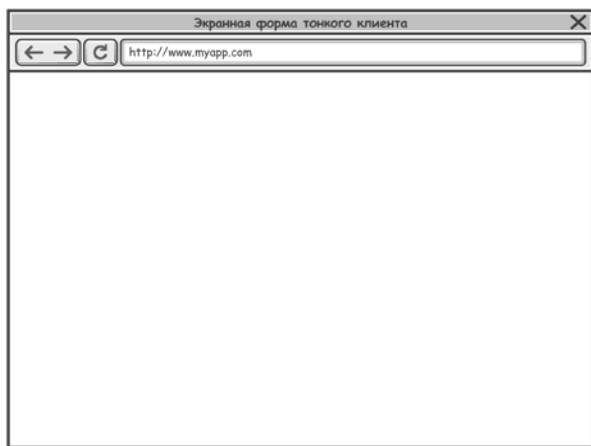 Экранная форма тонкого клиента
http://www.myapp.com